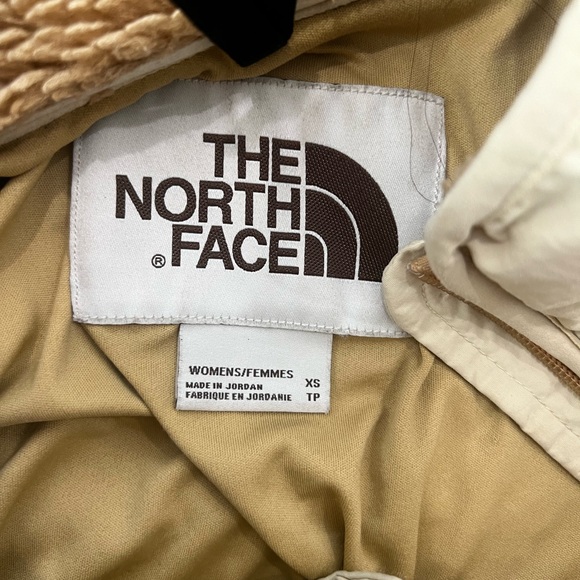 THE
NORTH
FACE
®
WOMENS/FEMMES XS
MADE IN JORDAN
FABRIQUE EN JORDANIE TP